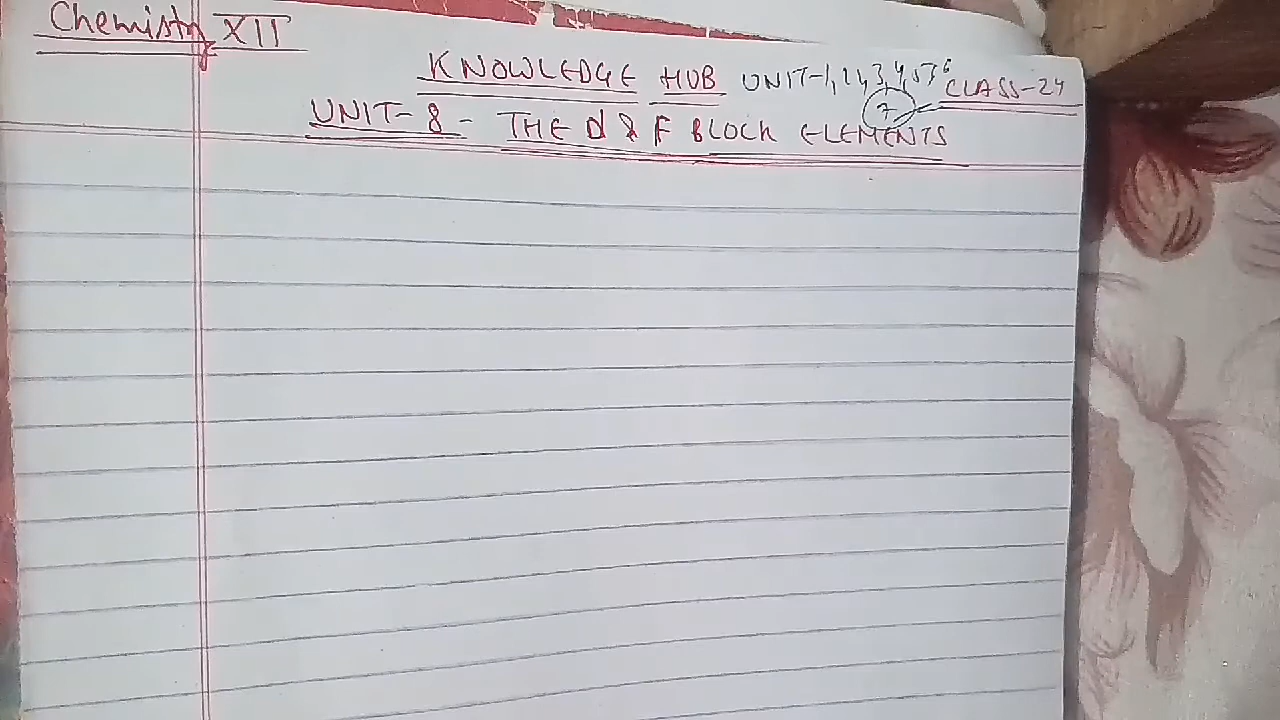 Chemistry XII
KNOWLEDGE HUB UNIT-1,2,3,4,5,6 CLASS-24
7
UNIT-8 - THE D & F BLOCK ELEMENTS